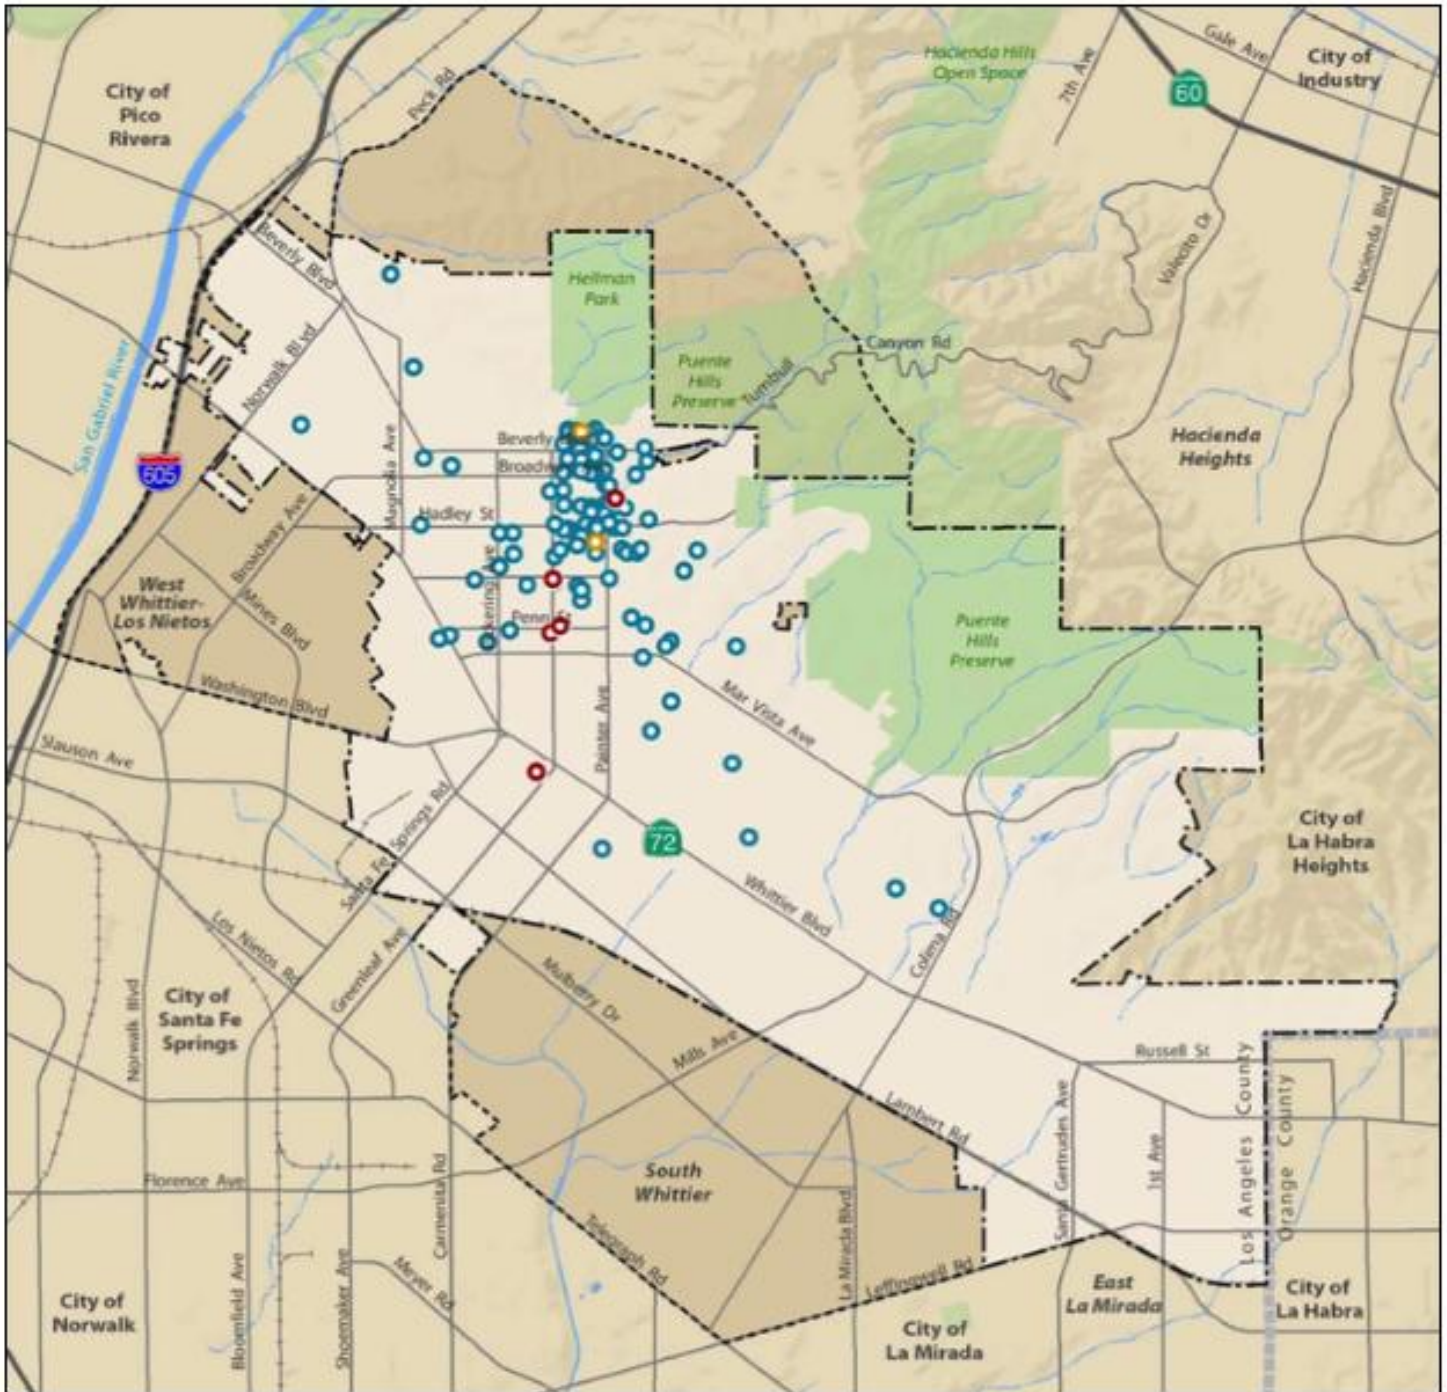 Hacienda Hills
Open Space
7th Ave
Gale Ave
City of
Industry
60
City of
Pico
Rivera
Peck Rd
Hacienda Blvd
Beverly Blvd
Hellman
Park
Canyon Rd
Turnbull
Puente
Hills
Preserve
San Gabriel River
Norwalk Blvd
605
Magnolia Ave
Beverly
Hadley St
Hacienda
Heights
Broadway Ave
West
Whittier-
Los Nietos
Mines Blvd
Penn St
Puente
Hills
Preserve
Washington Blvd
Painter Ave
Mar Vista Ave
Slauson Ave
Santa Fe Springs Rd
72
City of
La Habra
Heights
Whittier Blvd
Colena Rd
Los Nietos Rd
Greenleaf Ave
Mulberry Dr
City of
Santa Fe
Springs
Norwalk Blvd
Mills Ave
Russell St
Los Angeles County
Orange County
Lambert Rd
Santa Gertrudes Ave
1st Ave
Florence Ave
South
Whittier
Carmenita Rd
La Mirada Blvd
Telegraph Rd
Leffingwell Rd
Bloomfield Ave
Shoemaker Ave
Meyer Rd
City of
Norwalk
East
La Mirada
City of
La Habra
City of
La Mirada